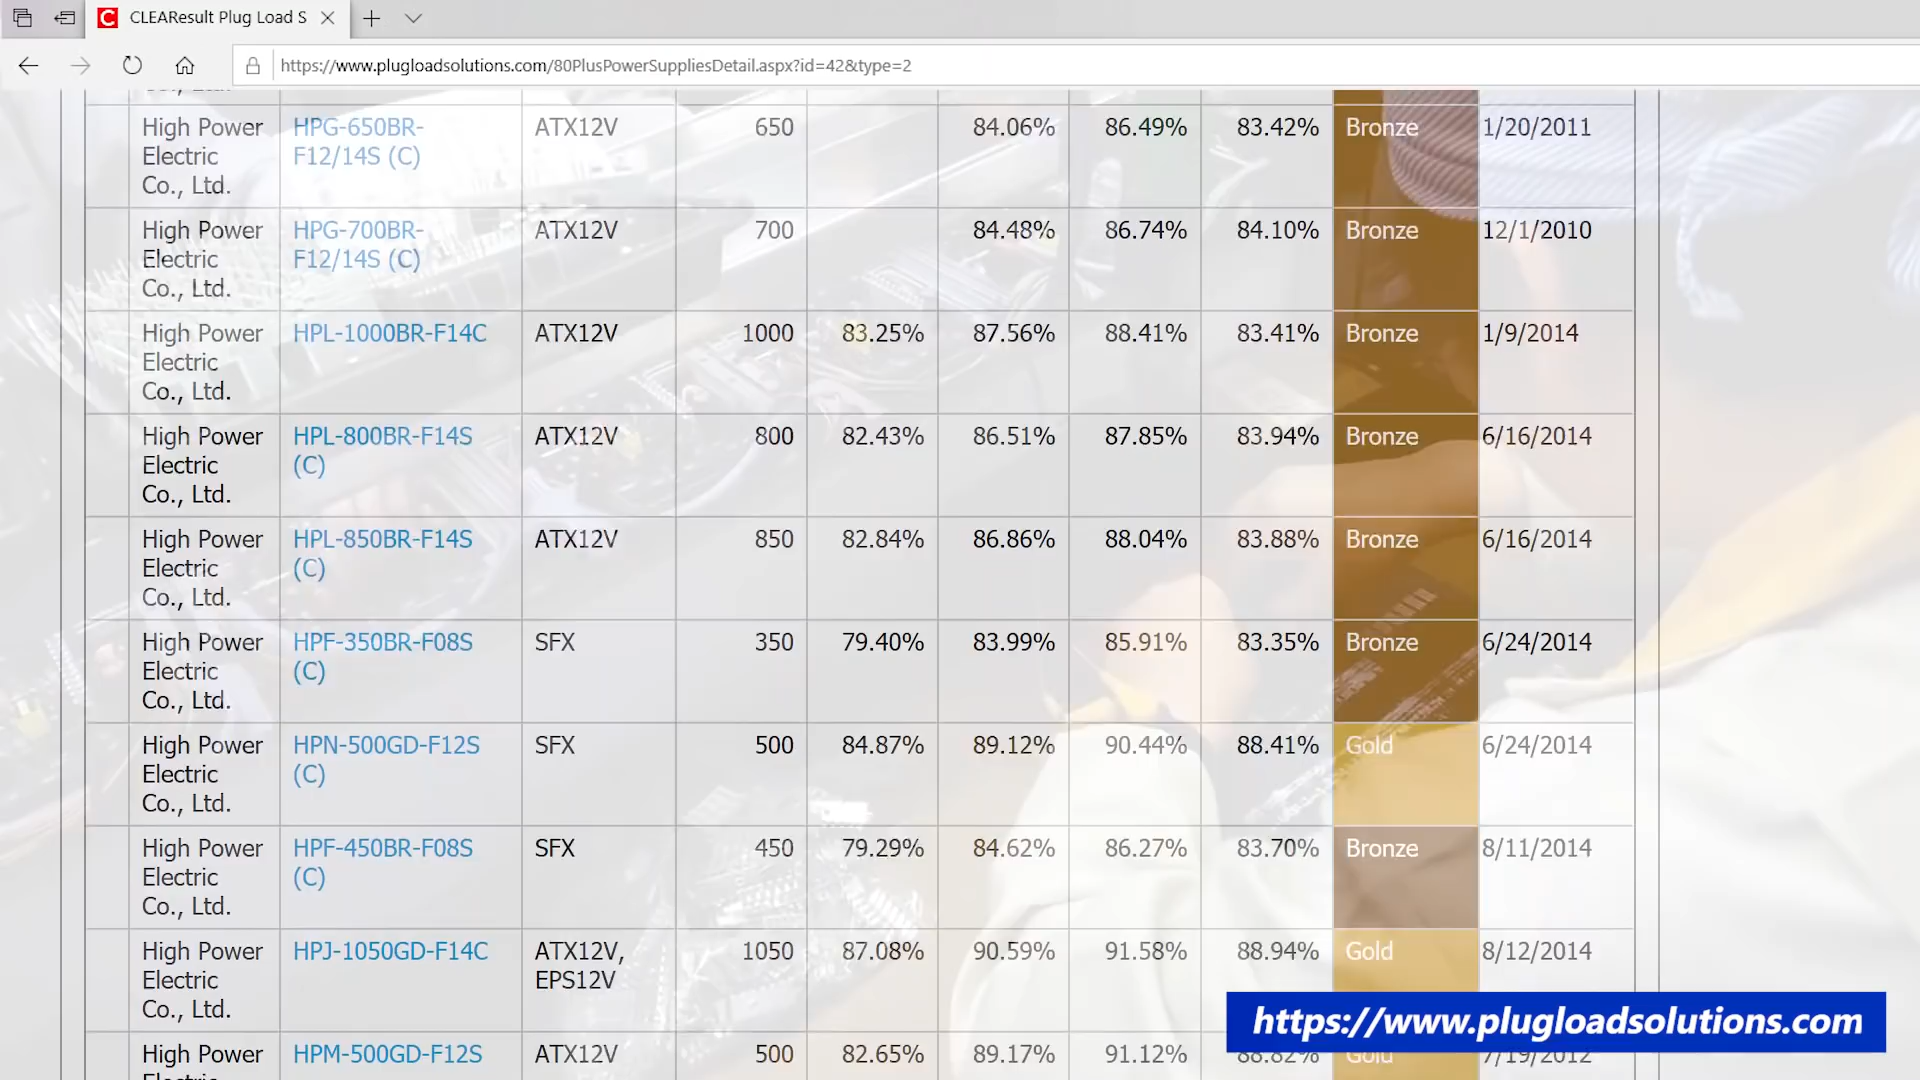 CLEAResult Plug Load S
https://www.plugloadsolutions.com/80PlusPowerSuppliesDetail.aspx?id=42&type=2
High Power Electric Co., Ltd. HPG-650BR-F12/14S (C) ATX12V 650 84.06% 86.49% 83.42% Bronze 1/20/2011
High Power Electric Co., Ltd. HPG-700BR-F12/14S (C) ATX12V 700 84.48% 86.74% 84.10% Bronze 12/1/2010
High Power Electric Co., Ltd. HPL-1000BR-F14C ATX12V 1000 83.25% 87.56% 88.41% 83.41% Bronze 1/9/2014
High Power Electric Co., Ltd. HPL-800BR-F14S (C) ATX12V 800 82.43% 86.51% 87.85% 83.94% Bronze 6/16/2014
High Power Electric Co., Ltd. HPL-850BR-F14S (C) ATX12V 850 82.84% 86.86% 88.04% 83.88% Bronze 6/16/2014
High Power Electric Co., Ltd. HPF-350BR-F08S (C) SFX 350 79.40% 83.99% 85.91% 83.35% Bronze 6/24/2014
High Power Electric Co., Ltd. HPN-500GD-F12S (C) SFX 500 84.87% 89.12% 90.44% 88.41% Gold 6/24/2014
High Power Electric Co., Ltd. HPF-450BR-F08S (C) SFX 450 79.29% 84.62% 86.27% 83.70% Bronze 8/11/2014
High Power Electric Co., Ltd. HPJ-1050GD-F14C ATX12V, EPS12V 1050 87.08% 90.59% 91.58% 88.94% Gold 8/12/2014
High Power HPM-500GD-F12S ATX12V 500 82.65% 89.17% 91.12% 88.82% Gold 7/19/2012
https://www.plugloadsolutions.com